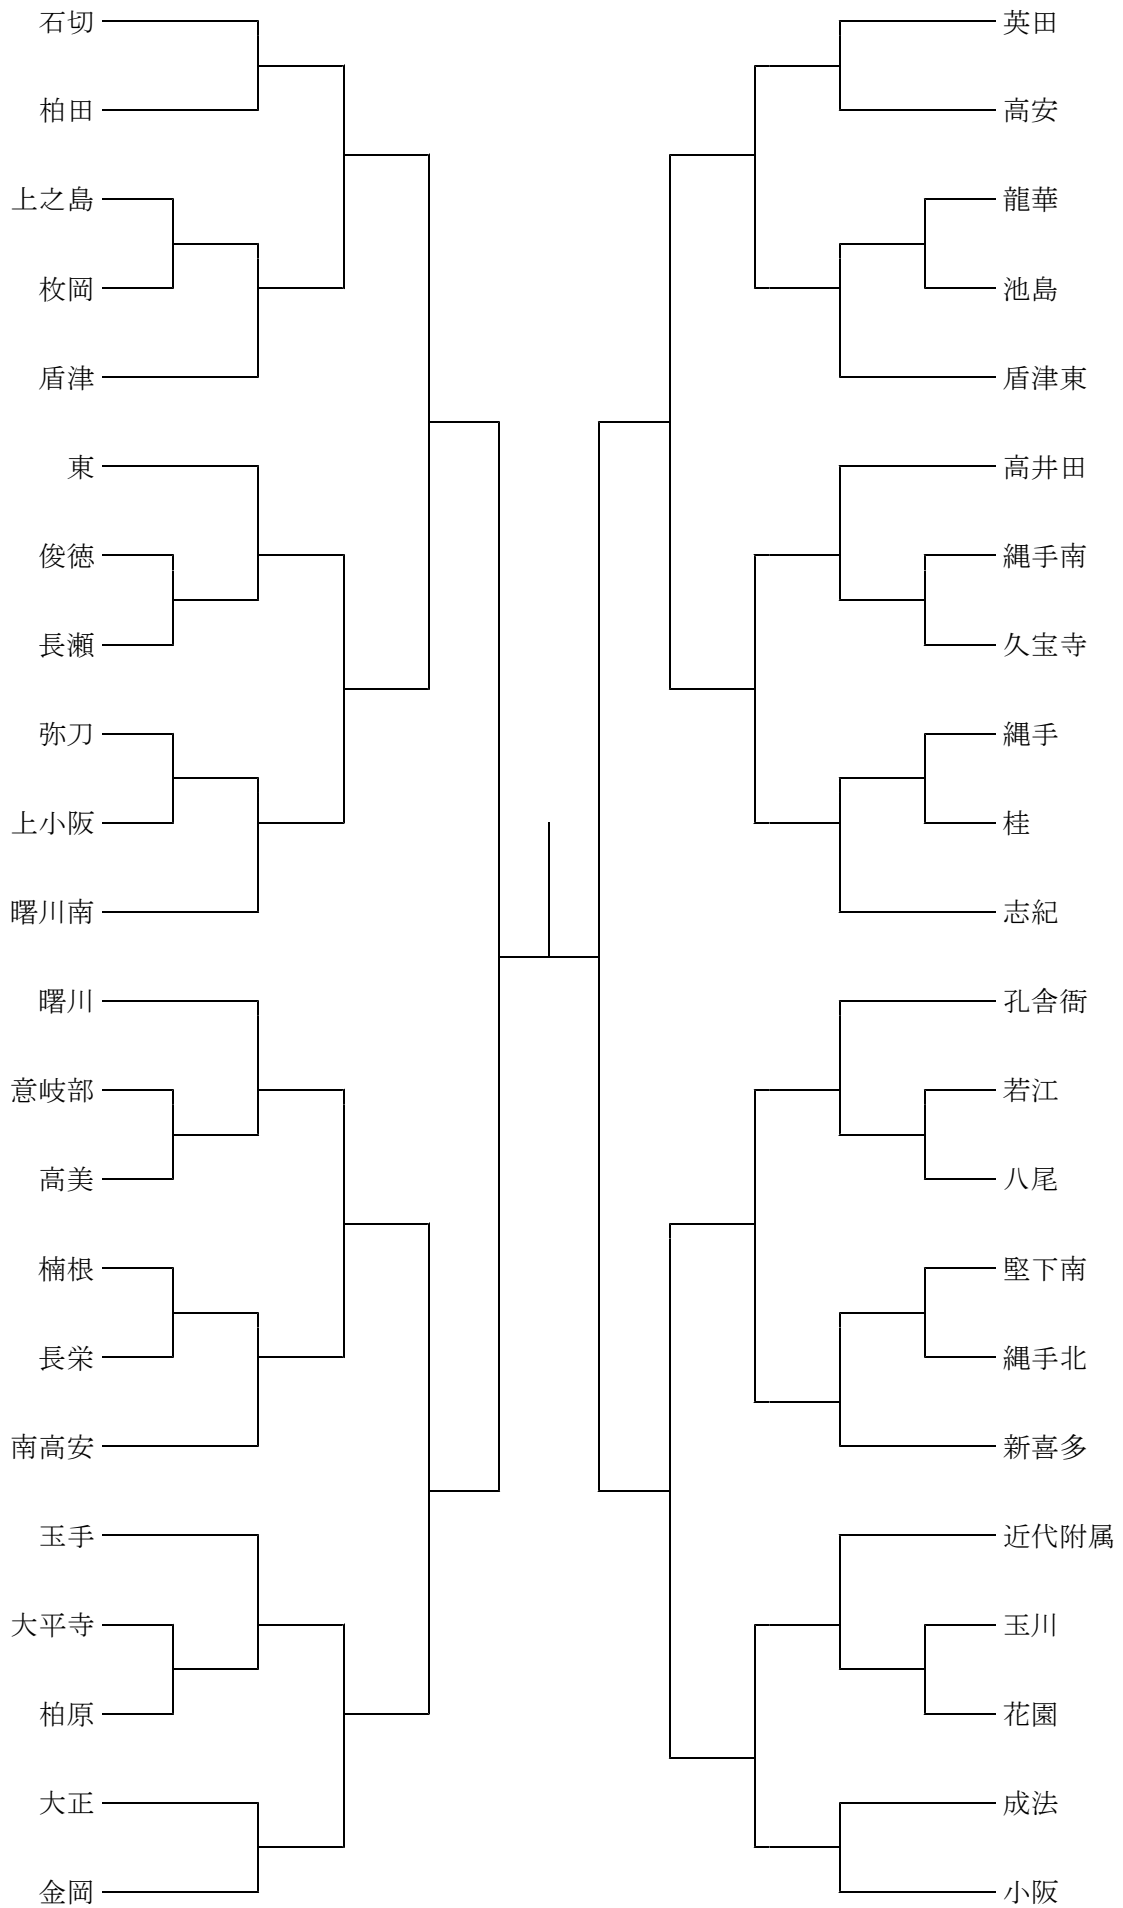 石切
柏田
上之島
枚岡
盾津
東
俊徳
長瀬
弥刀
上小阪
曙川南
曙川
意岐部
高美
楠根
長栄
南高安
玉手
大平寺
柏原
大正
金岡
英田
高安
龍華
池島
盾津東
高井田
縄手南
久宝寺
縄手
桂
志紀
孔舎衙
若江
八尾
堅下南
縄手北
新喜多
近代附属
玉川
花園
成法
小阪